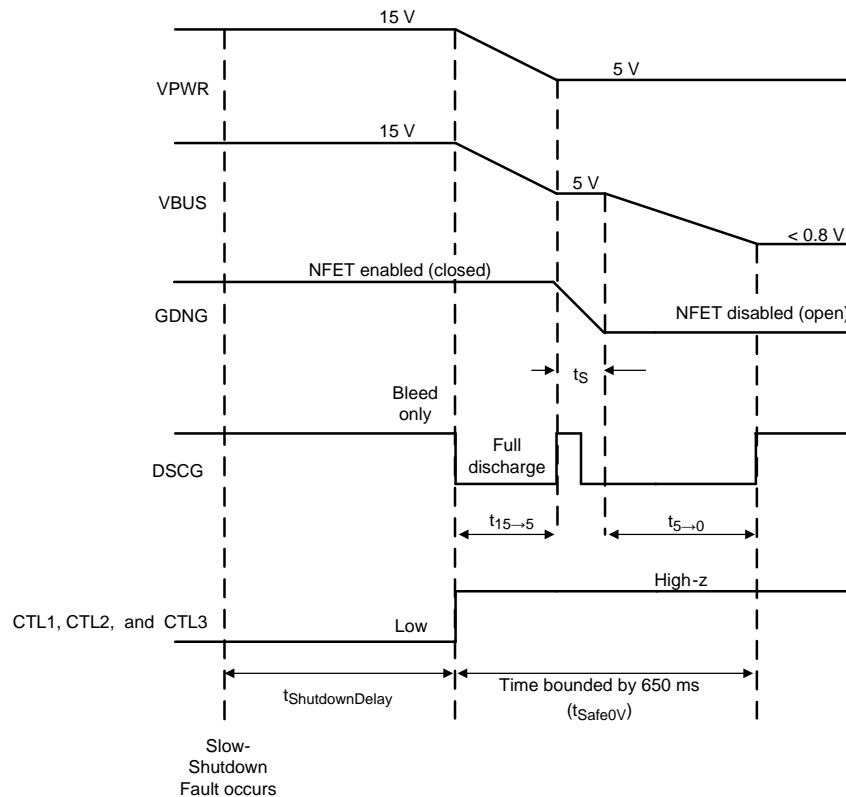 15 V
5 V
VPWR
15 V
5 V
VBUS
< 0.8 V
NFET enabled (closed)
GDNG
NFET disabled (open)
tS
Bleed
only
Full
discharge
DSCG
t15→5
t5→0
High-z
CTL1, CTL2, and CTL3
Low
tShutdownDelay
Time bounded by 650 ms
(tSafe0V)
Slow-
Shutdown
Fault occurs